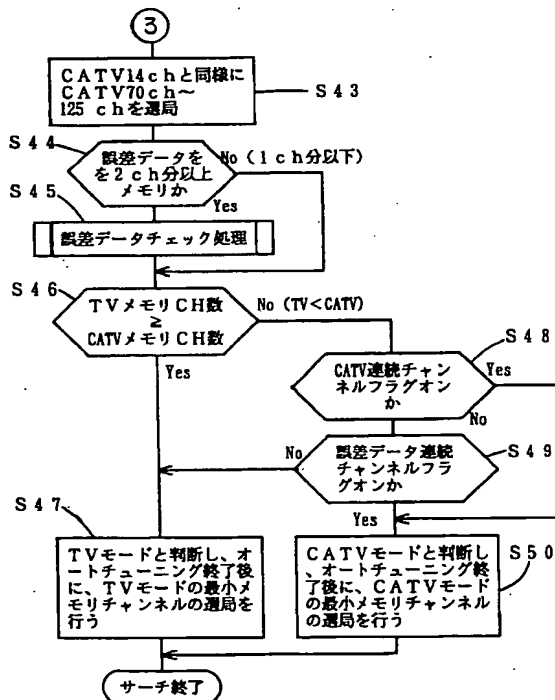 3
CATV14chと同様に
CATV70ch～
125 chを選局
S43
S44
誤差データを
を2ch分以上
メモリか
No (1ch分以下)
Yes
S45
誤差データチェック処理
S46
TVメモリCH数
≧
CATVメモリCH数
No (TV<CATV)
Yes
S48
CATV連続チャン
ネルフラグオン
か
Yes
No
S49
誤差データ連続
チャンネルフラ
グオンか
No
Yes
S47
TVモードと判断し、オ
ートチューニング終了後
に、TVモードの最小メ
モリチャンネルの選局を
行う
S50
CATVモードと判断し
、オートチューニング終
了後に、CATVモード
の最小メモリチャンネル
の選局を行う
サーチ終了